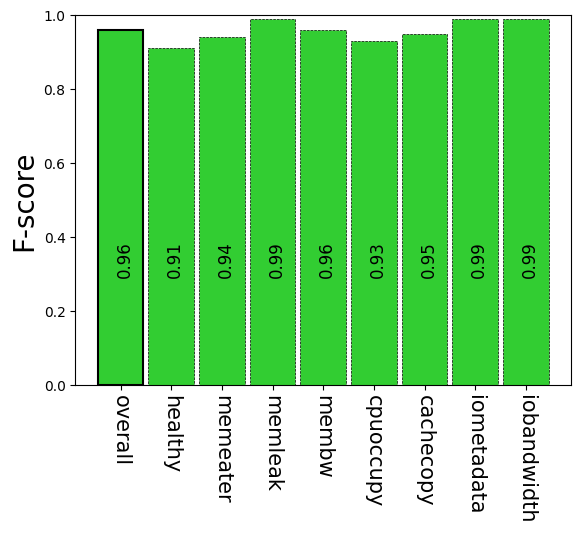 F-score
1.0
0.8
0.6
0.4
0.2
0.0
0.96
0.91
0.94
0.99
0.96
0.93
0.95
0.99
0.99
overall
healthy
memeater
memleak
membw
cpuoccupy
cachecopy
iometadata
iobandwidth